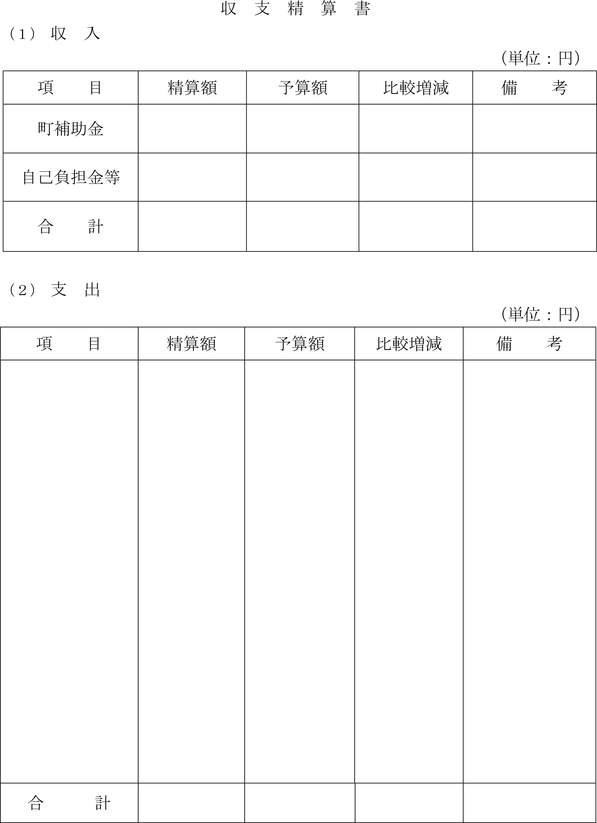 収　支　精　算　書
（1）収　入
（単位：円）
項　　目　精算額　予算額　比較増減　備　　考
町補助金
自己負担金等
合　　計
（2）支　出
（単位：円）
項　　目　精算額　予算額　比較増減　備　　考
合　　　計